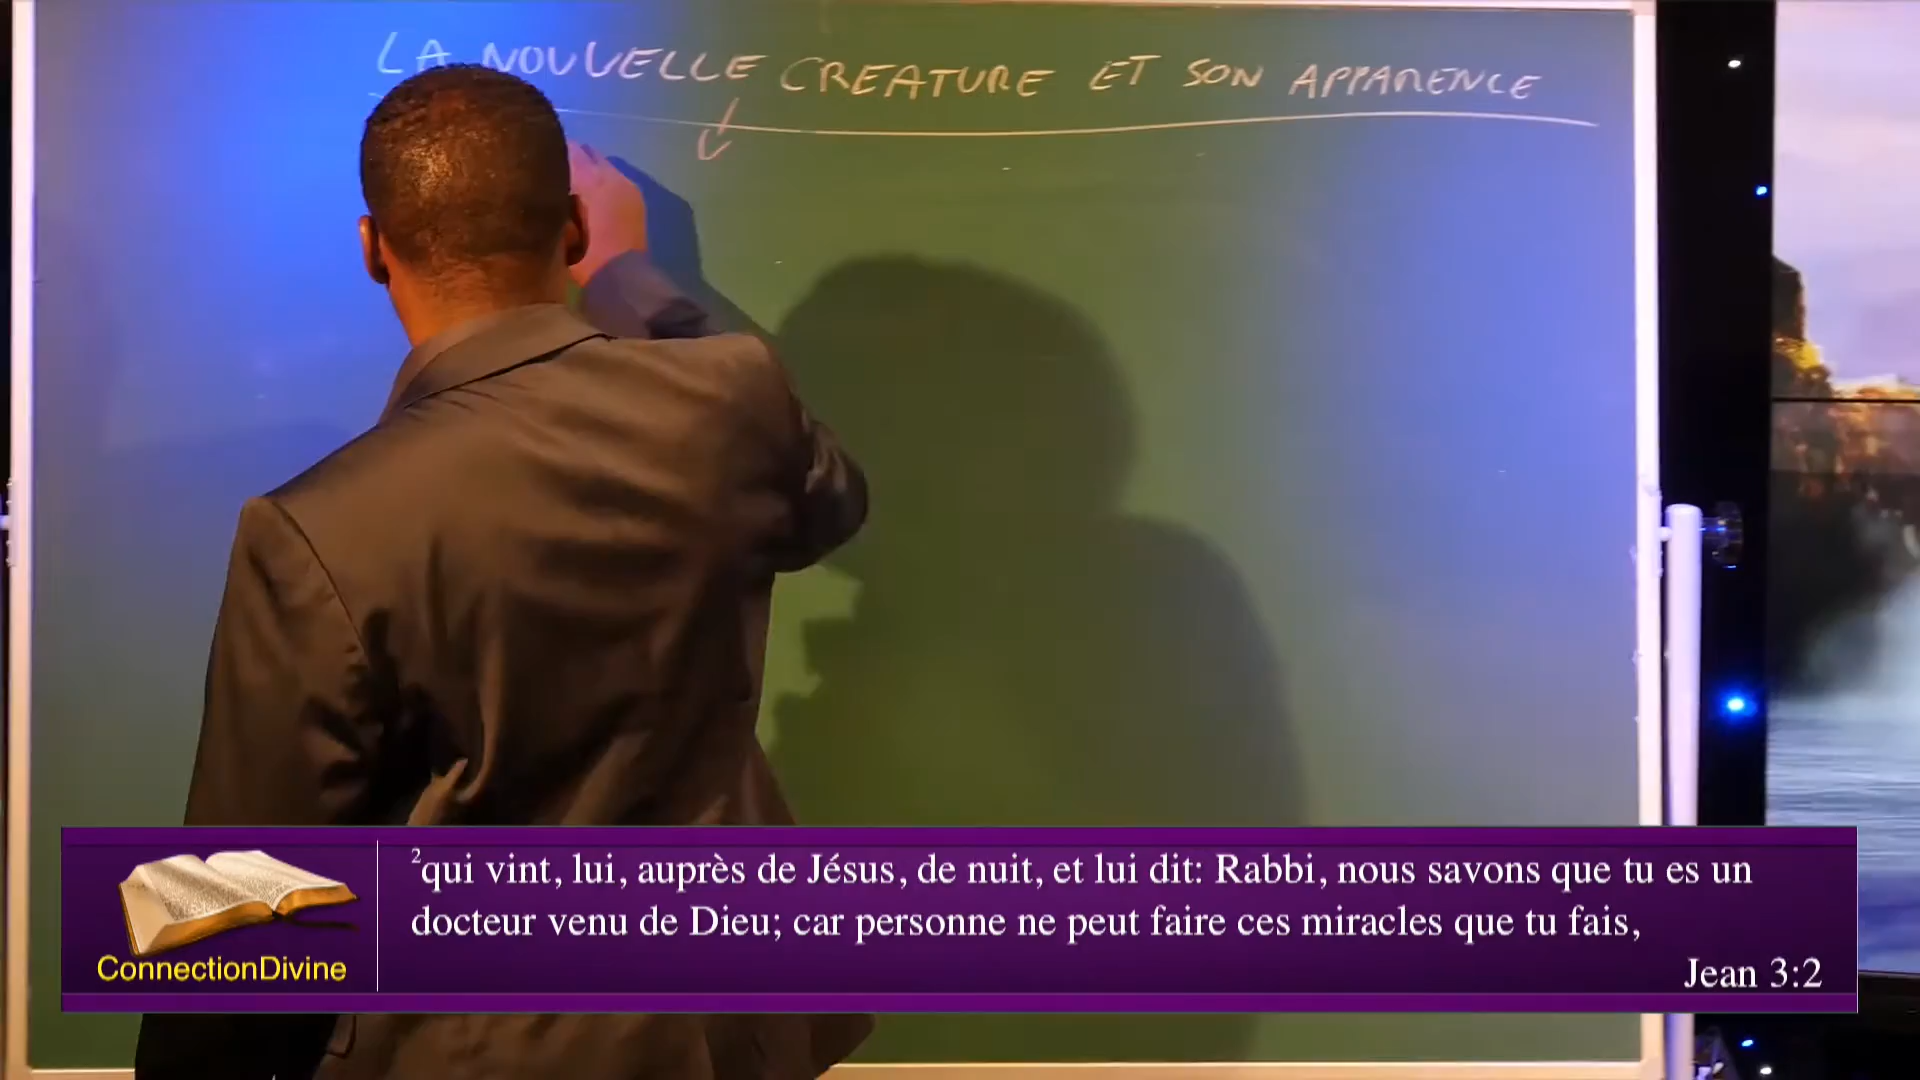 LA NOUVELLE CREATURE ET SON APPARENCE
²qui vint, lui, auprès de Jésus, de nuit, et lui dit: Rabbi, nous savons que tu es un
docteur venu de Dieu; car personne ne peut faire ces miracles que tu fais,
Jean 3:2
ConnectionDivine